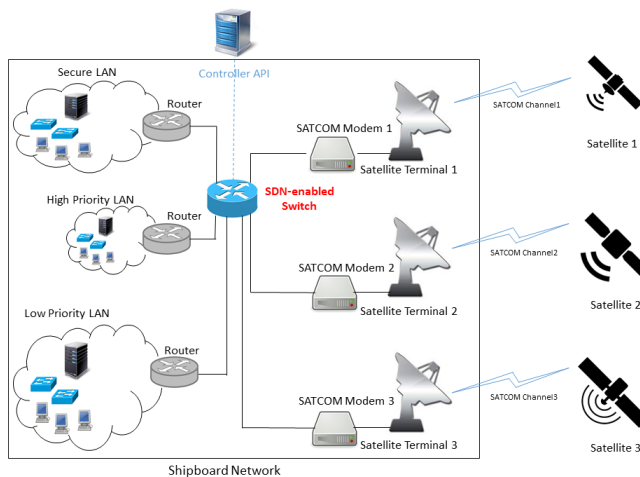 Controller API
Secure LAN
Router
SATCOM Modem 1
Satellite Terminal 1
SATCOM Channel1
Satellite 1
SDN-enabled
Switch
High Priority LAN
Router
SATCOM Modem 2
Satellite Terminal 2
SATCOM Channel2
Satellite 2
Low Priority LAN
Router
SATCOM Modem 3
Satellite Terminal 3
SATCOM Channel3
Satellite 3
Shipboard Network